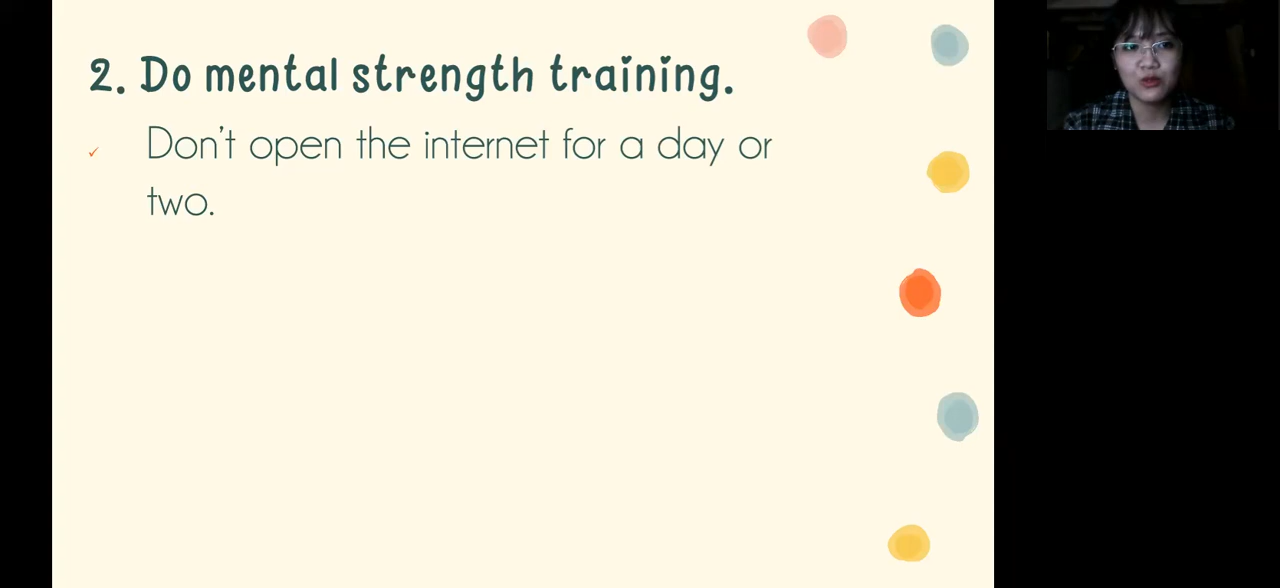 2. Do mental strength training.
Don't open the internet for a day or
two.